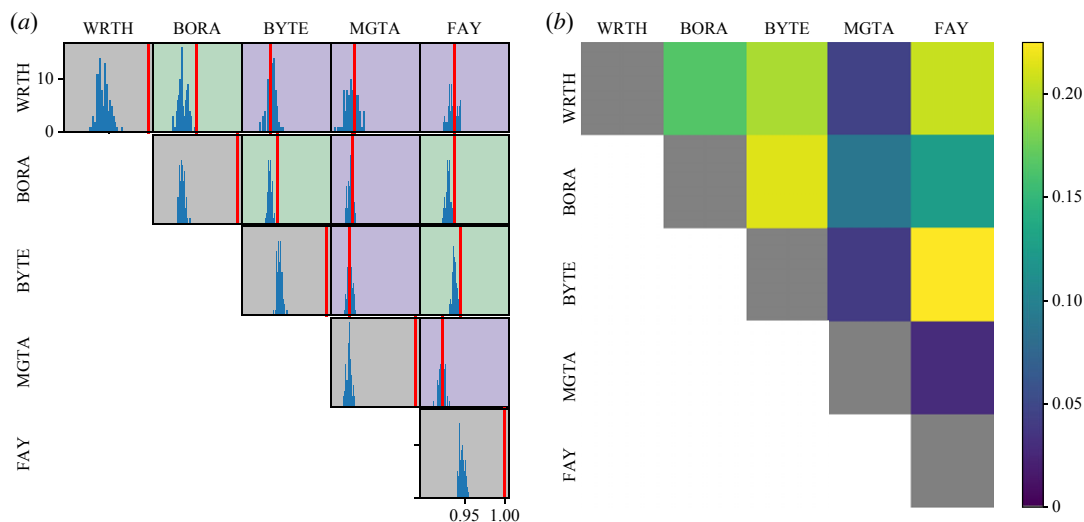 (a)
WRTH BORA BYTE MGTA FAY
WRTH
BORA
BYTE
MGTA
FAY
10
0
0.95 1.00
(b)
WRTH BORA BYTE MGTA FAY
WRTH
BORA
BYTE
MGTA
FAY
0.20
0.15
0.10
0.05
0